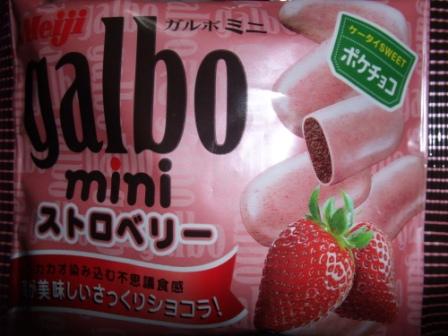 Meiji
ガルボ ミニ
galbo
mini
ストロベリー
ケータイSWEET
ポケチョコ
カカオ染み込む不思議食感
美味しいさっくりショコラ!